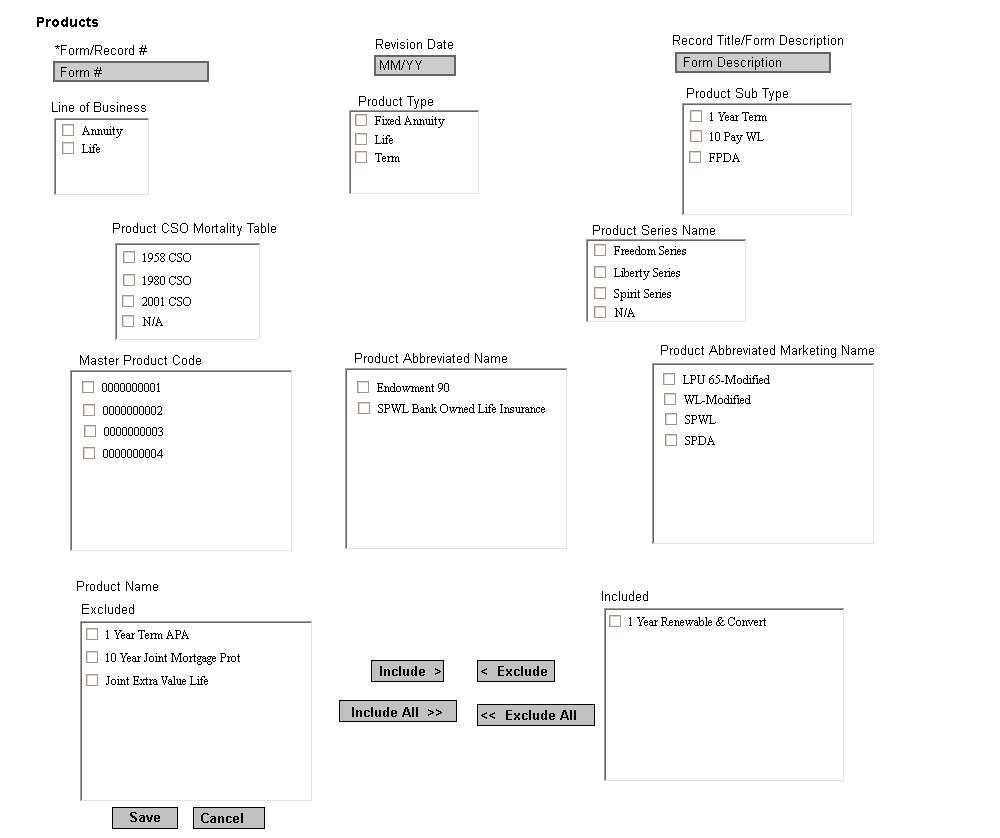 Products
*Form/Record #
Revision Date
Record Title/Form Description
Form #
MM/YY
Form Description
Line of Business
Product Type
Product Sub Type
Annuity
Life
Fixed Annuity
Life
Term
1 Year Term
10 Pay WL
FPDA
Product CSO Mortality Table
Product Series Name
1958 CSO
1980 CSO
2001 CSO
N/A
Freedom Series
Liberty Series
Spirit Series
N/A
Master Product Code
Product Abbreviated Name
Product Abbreviated Marketing Name
0000000001
0000000002
0000000003
0000000004
Endowment 90
SPWL Bank Owned Life Insurance
LPU 65-Modified
WL-Modified
SPWL
SPDA
Product Name
Excluded
Included
1 Year Term APA
10 Year Joint Mortgage Prot
Joint Extra Value Life
Include >
< Exclude
Include All >>
<< Exclude All
1 Year Renewable & Convert
Save
Cancel